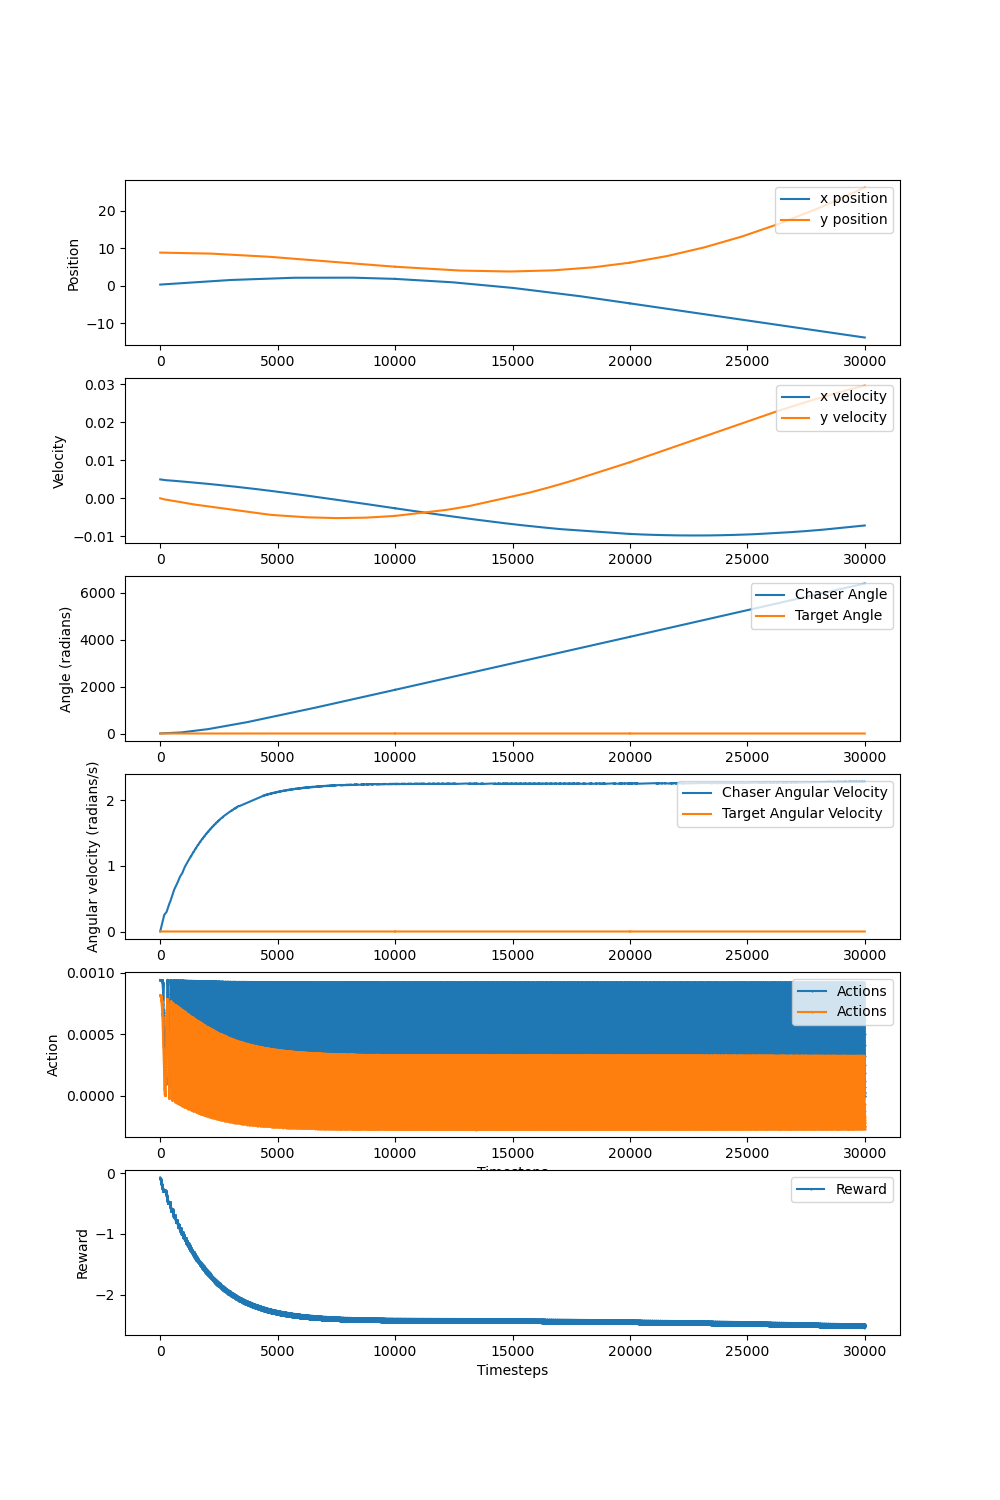 20
10
0
−10
Position
x position
y position
0 5000 10000 15000 20000 25000 30000
0.03
0.02
0.01
0.00
−0.01
Velocity
x velocity
y velocity
0 5000 10000 15000 20000 25000 30000
6000
4000
2000
0
Angle (radians)
Chaser Angle
Target Angle
0 5000 10000 15000 20000 25000 30000
2
1
0
Angular velocity (radians/s)
Chaser Angular Velocity
Target Angular Velocity
0 5000 10000 15000 20000 25000 30000
0.0010
0.0005
0.0000
Action
Actions
Actions
0 5000 10000 15000 20000 25000 30000
Timesteps
0
−1
−2
Reward
Reward
0 5000 10000 15000 20000 25000 30000
Timesteps